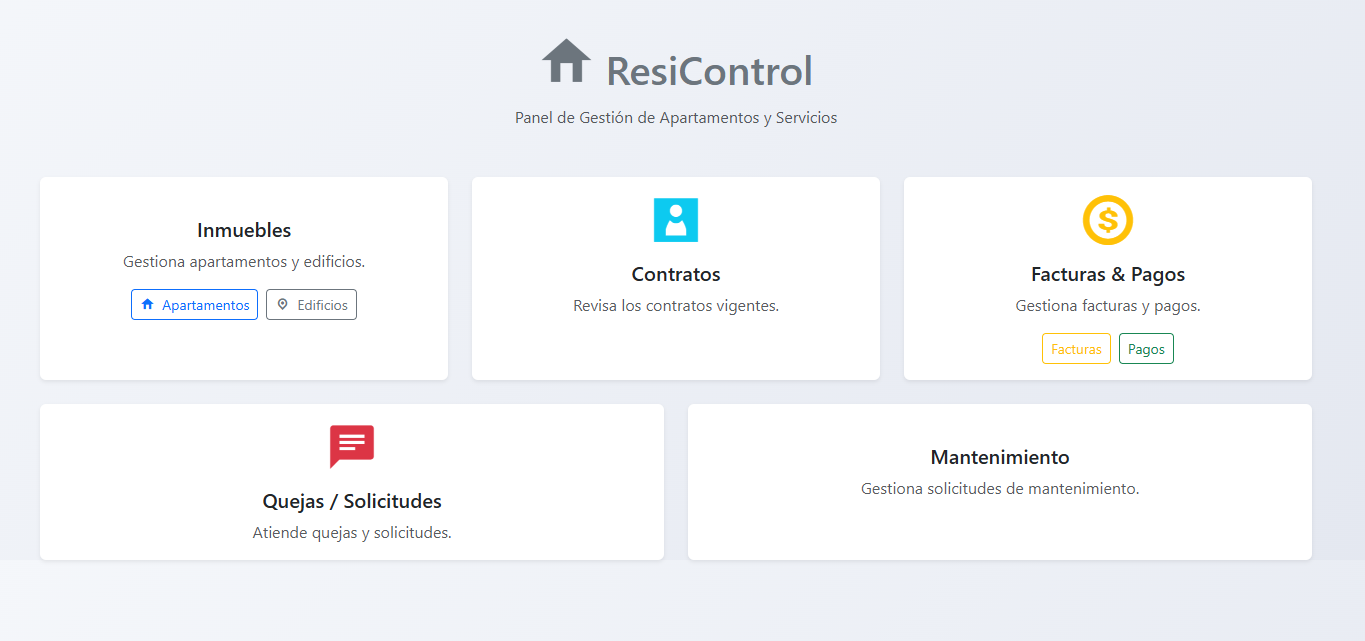 ResiControl
Panel de Gestión de Apartamentos y Servicios
Inmuebles
Gestiona apartamentos y edificios.
Apartamentos
Edificios
Contratos
Revisa los contratos vigentes.
$
Facturas & Pagos
Gestiona facturas y pagos.
Facturas
Pagos
Quejas / Solicitudes
Atiende quejas y solicitudes.
Mantenimiento
Gestiona solicitudes de mantenimiento.